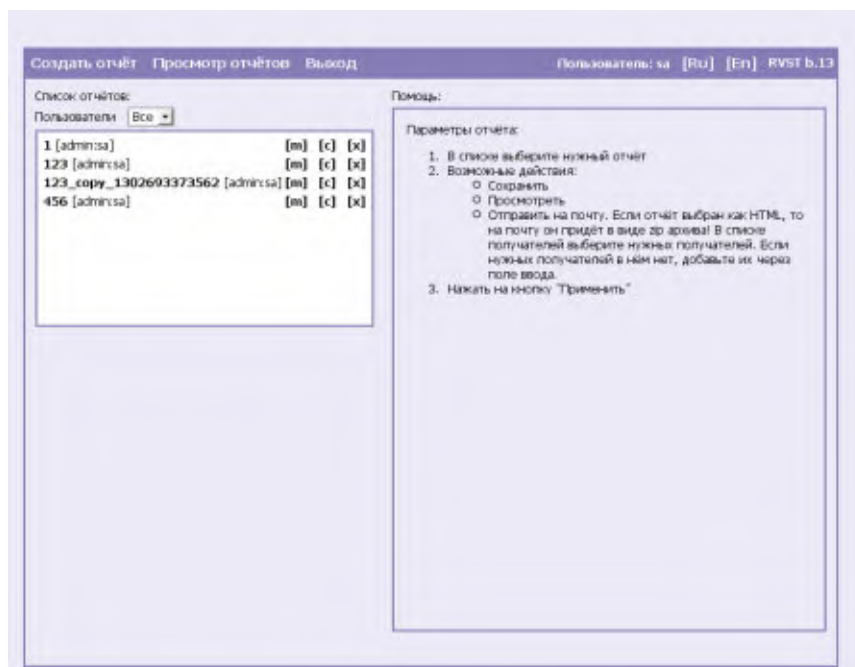 Создать отчёт Просмотр отчётов Выход Пользователь: sa [Ru] [En] RVST b.13
Список отчётов:
Пользователи Все
1 [admin:sa] [m] [c] [x]
123 [admin:sa] [m] [c] [x]
123_copy_1302693373562 [admin:sa] [m] [c] [x]
456 [admin:sa] [m] [c] [x]
Помощь:
Параметры отчёта:
1. В списке выберите нужный отчёт
2. Возможные действия:
Сохранить
Просмотреть
Отправить на почту. Если отчёт выбран как HTML, то
на почту он придёт в виде zip архива! В списке
получателей выберите нужных получателей. Если
нужных получателей в нём нет, добавьте их через
поле ввода.
3. Нажать на кнопку "Применить"